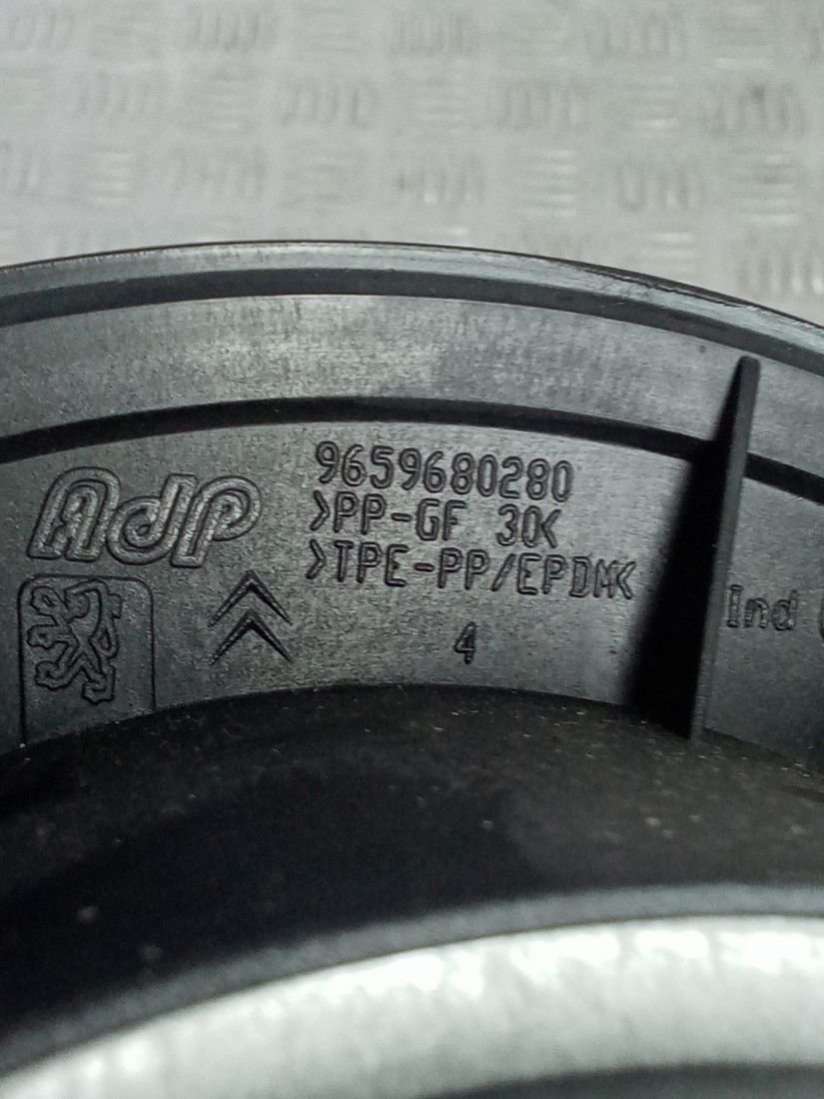 AdP
9659680280
>PP-GF 30<
>TPE-PP/EPDM<
4
Ind